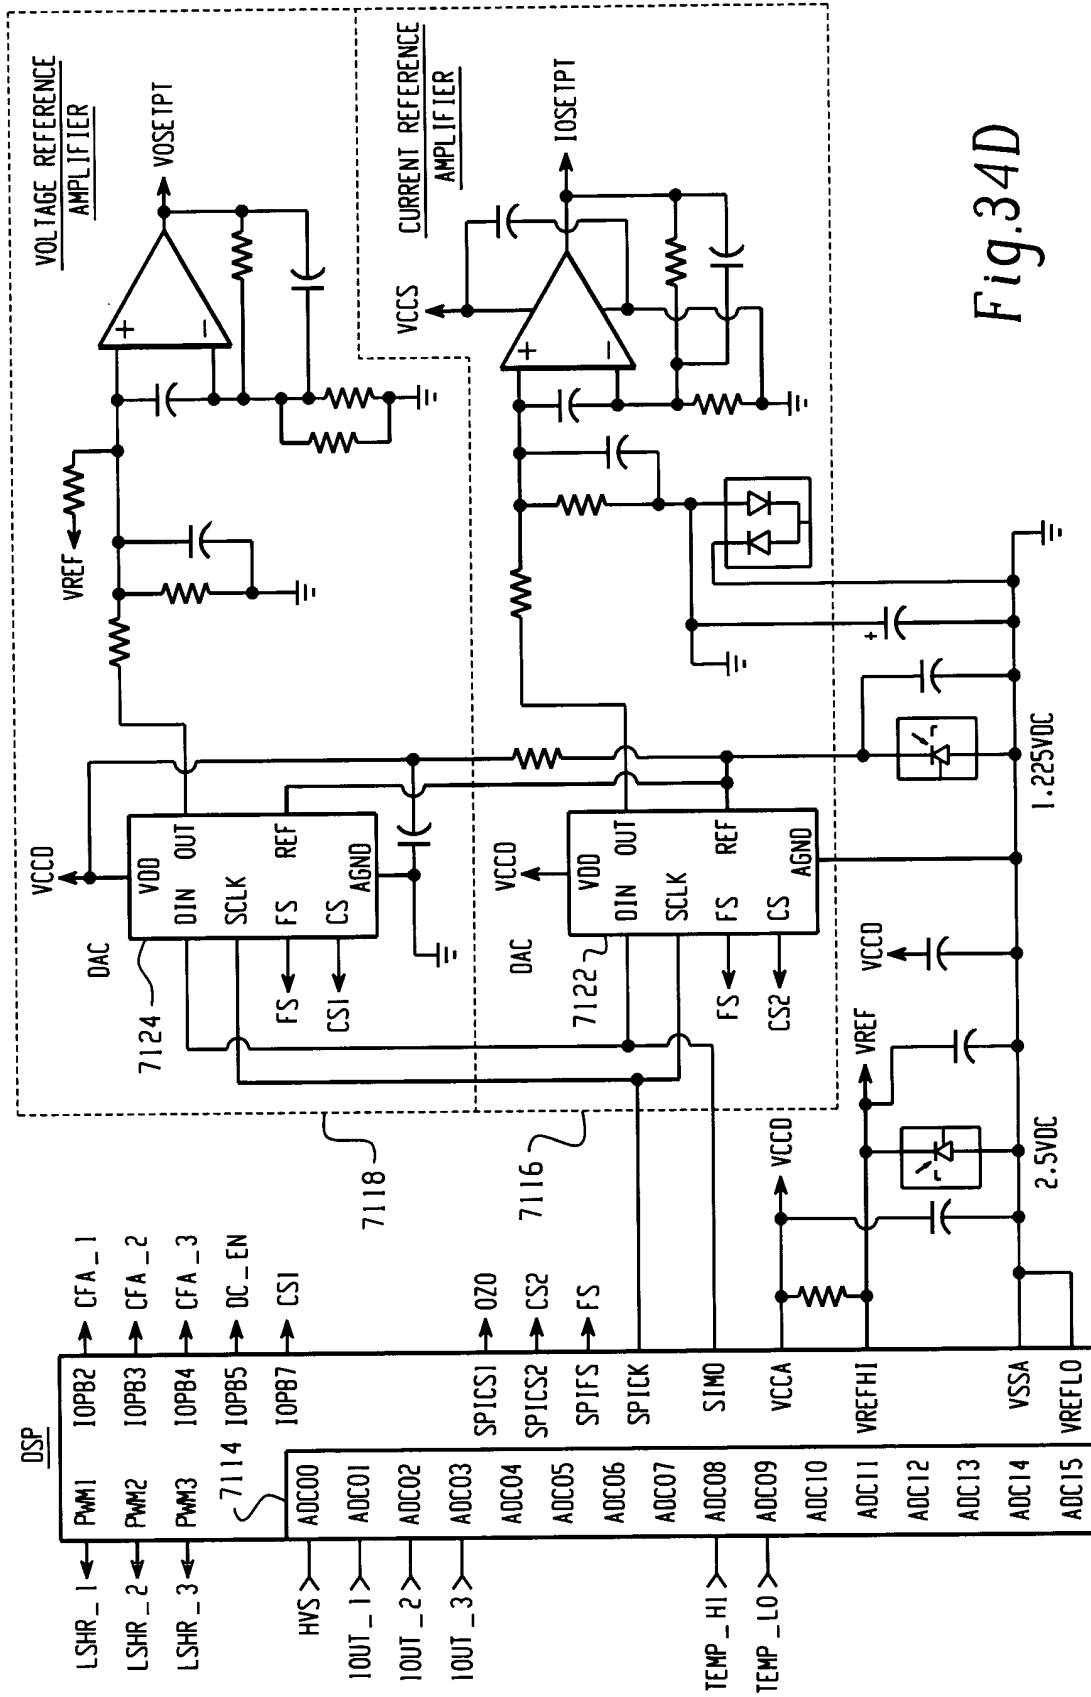 DSP
LSHR_1
PWM1
IOPB2
CFA_1
LSHR_2
PWM2
IOPB3
CFA_2
LSHR_3
PWM3
IOPB4
CFA_3
IOPB5
DC_EN
7114
IOPB7
CS1
HVS
ADC00
IOUT_1
ADC01
IOUT_2
ADC02
IOUT_3
ADC03
ADC04
ADC05
ADC06
ADC07
TEMP_HI
ADC08
TEMP_LO
ADC09
ADC10
ADC11
ADC12
ADC13
ADC14
ADC15
SPICS1
OZO
SPICS2
CS2
SPIFS
FS
SPICK
SIMO
VCCA
VCCD
VREFHI
VREF
VSSA
VREFLO
2.5VDC
VCCD
1.225VDC
7118
7116
7124
DAC
VCCD
VDD
DIN
OUT
SCLK
FS
REF
CS
AGND
FS
CS1
7122
DAC
VCCD
VDD
DIN
OUT
SCLK
FS
REF
CS
AGND
FS
CS2
VREF
+
−
VOLTAGE REFERENCE
AMPLIFIER
VOSETPT
VCCS
+
−
CURRENT REFERENCE
AMPLIFIER
IOSETPT
+
Fig.34D